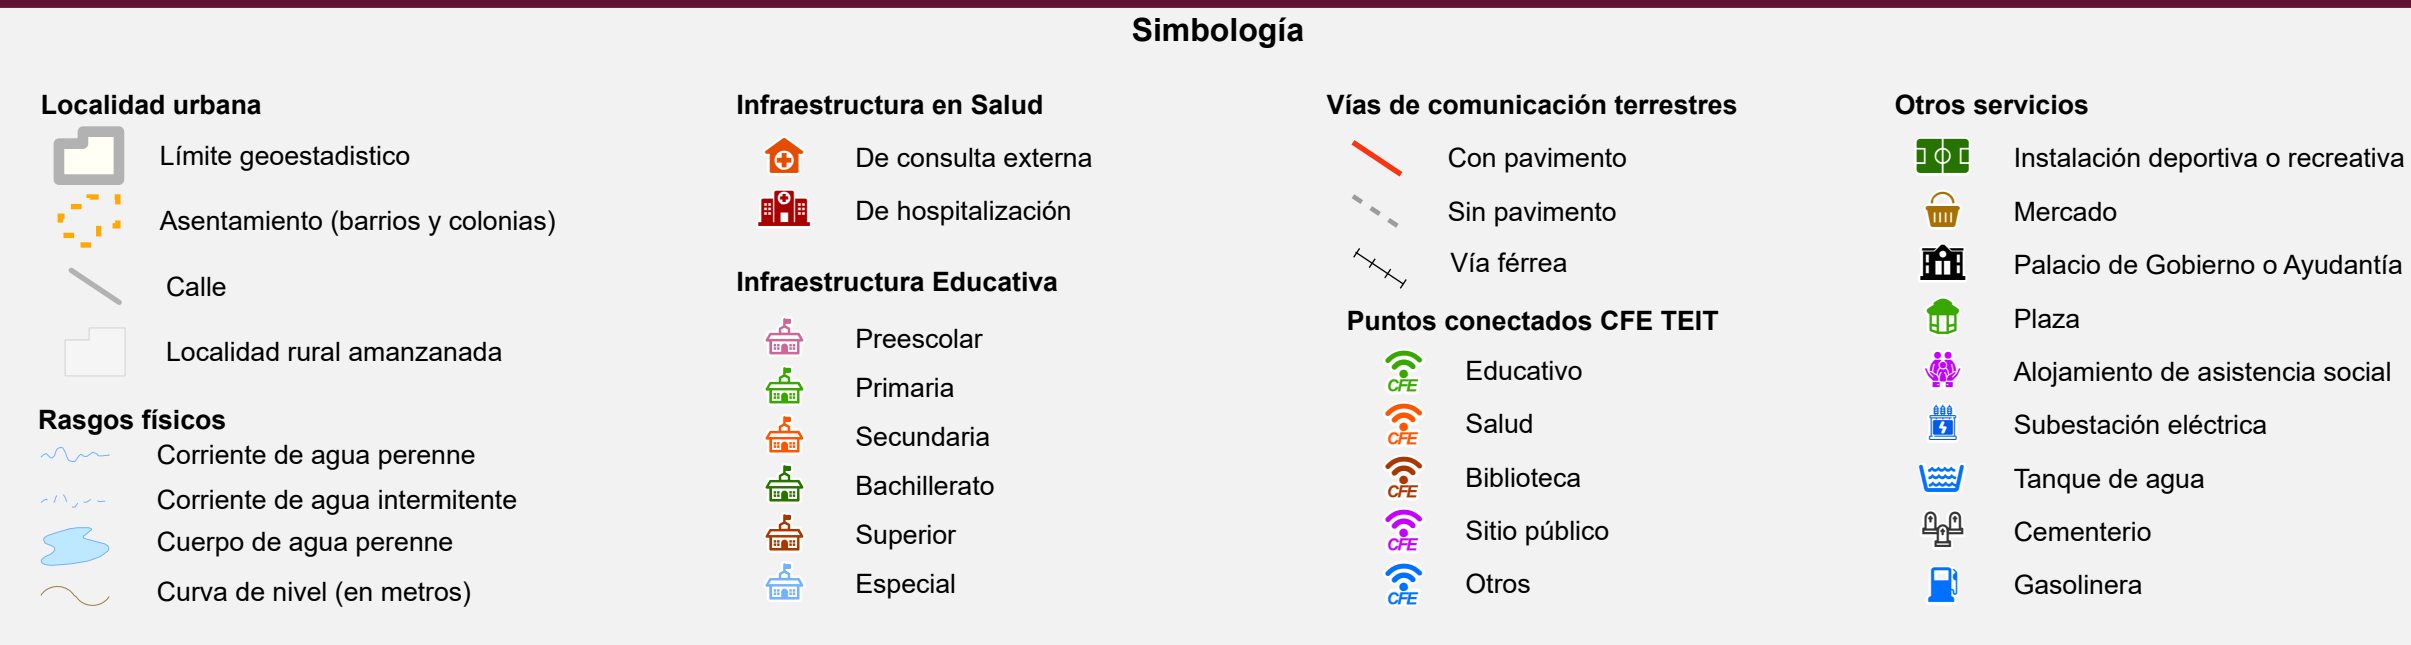 Simbología
Localidad urbana
Límite geoestadistico
Asentamiento (barrios y colonias)
Calle
Localidad rural amanzanada
Rasgos físicos
Corriente de agua perenne
Corriente de agua intermitente
Cuerpo de agua perenne
Curva de nivel (en metros)
Infraestructura en Salud
De consulta externa
De hospitalización
Infraestructura Educativa
Preescolar
Primaria
Secundaria
Bachillerato
Superior
Especial
Vías de comunicación terrestres
Con pavimento
Sin pavimento
Vía férrea
Puntos conectados CFE TEIT
CFE Educativo
CFE Salud
CFE Biblioteca
CFE Sitio público
CFE Otros
Otros servicios
Instalación deportiva o recreativa
Mercado
Palacio de Gobierno o Ayudantía
Plaza
Alojamiento de asistencia social
Subestación eléctrica
Tanque de agua
Cementerio
Gasolinera